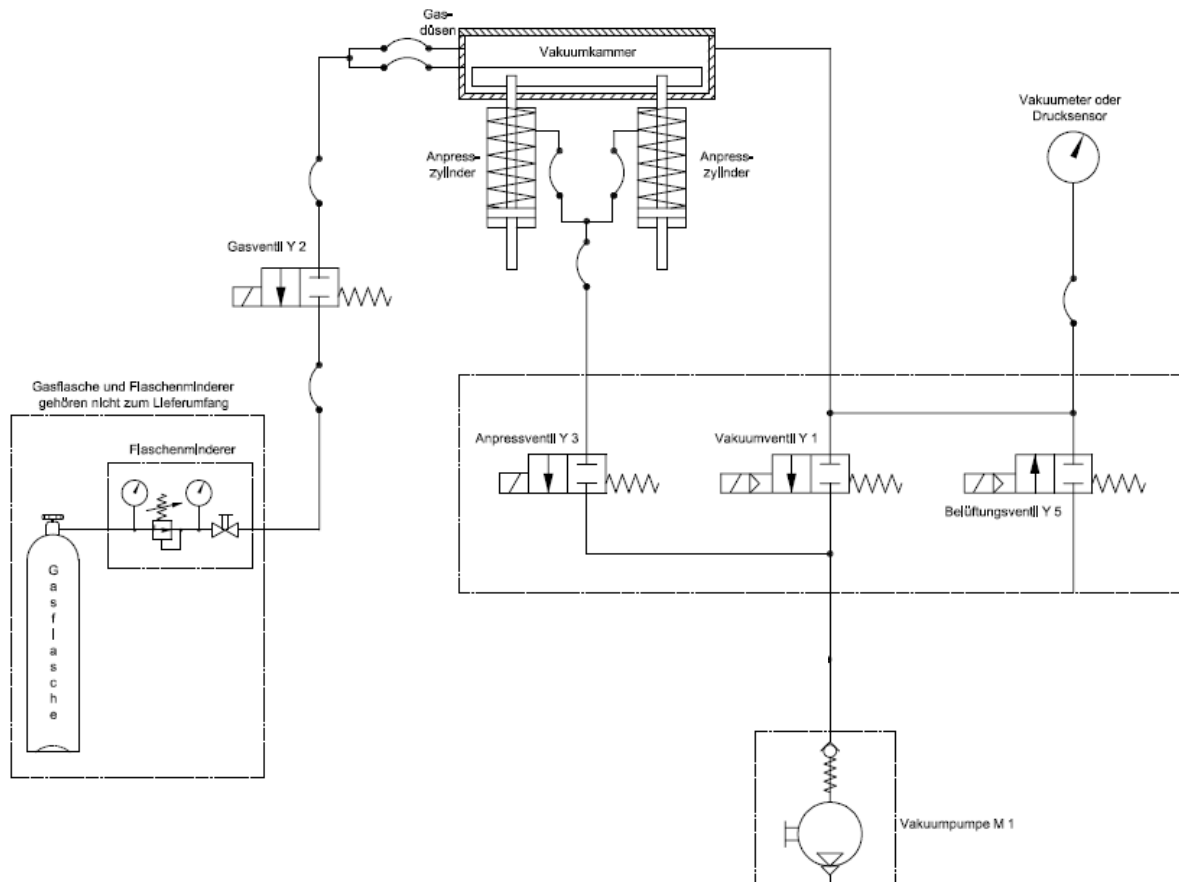 Gas-
düsen
Vakuumkammer
Vakuumeter oder
Drucksensor
Anpress-
zylinder
Anpress-
zylinder
Gasventil Y 2
Gasflasche und Flaschenminderer
gehören nicht zum Lieferumfang
Flaschenminderer
Anpressventil Y 3
Vakuumventil Y 1
Belüftungsventil Y 5
G
a
s
f
l
a
s
c
h
e
Vakuumpumpe M 1